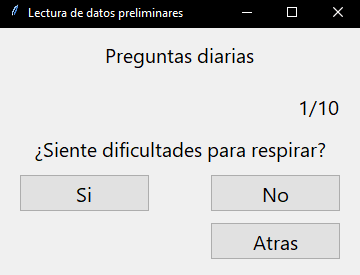 Lectura de datos preliminares
Preguntas diarias
1/10
¿Siente dificultades para respirar?
Si No
Atras